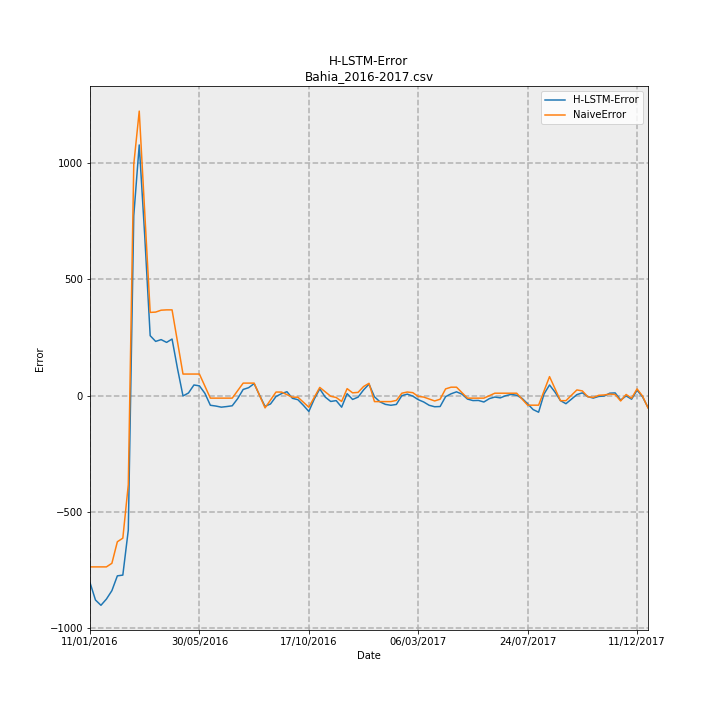 H-LSTM-Error
Bahia_2016-2017.csv
H-LSTM-Error
NaiveError
1000
500
0
−500
−1000
Error
11/01/2016 30/05/2016 17/10/2016 06/03/2017 24/07/2017 11/12/2017
Date